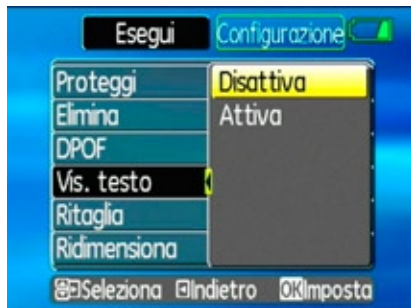 Esegui Configurazione
Proteggi Disattiva
Elimina Attiva
DPOF
Vis. testo
Ritaglia
Ridimensiona
Seleziona Indietro OK Imposta